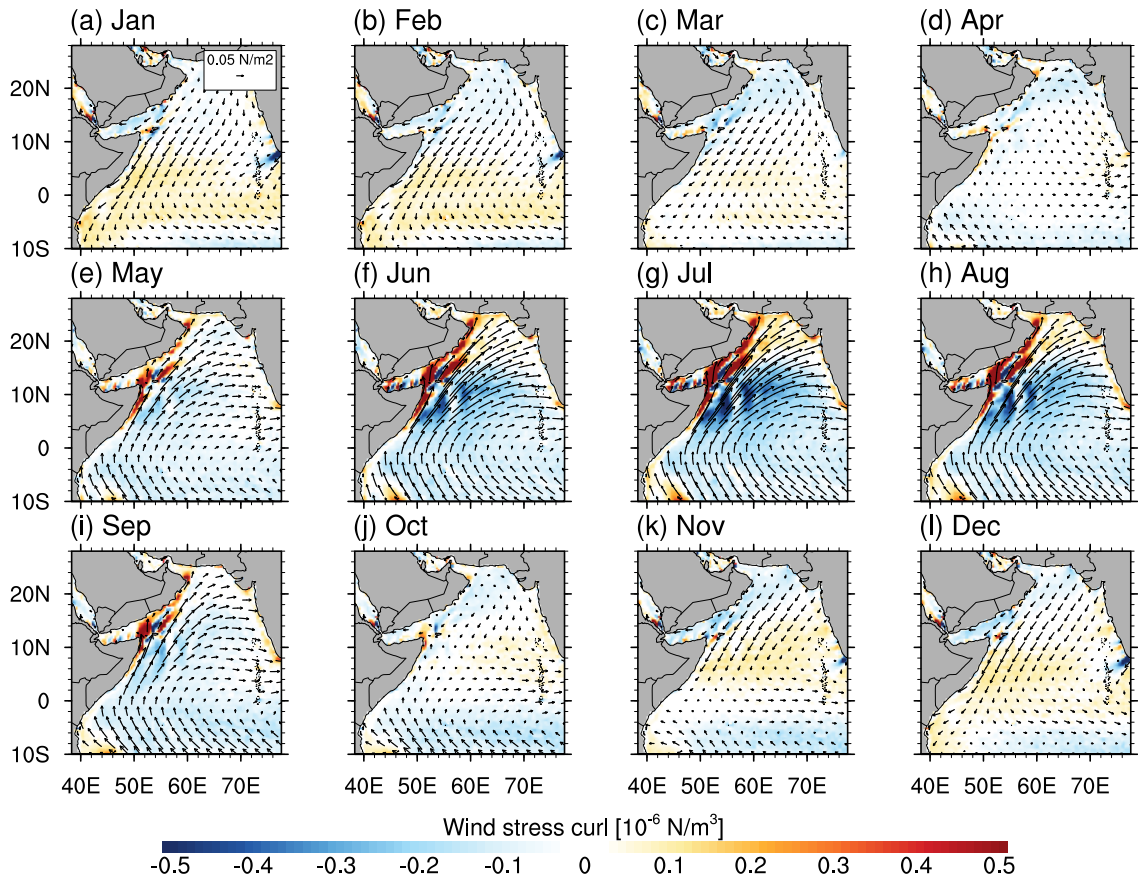 (a) Jan (b) Feb (c) Mar (d) Apr
0.05 N/m2
20N
10N
0
10S
(e) May (f) Jun (g) Jul (h) Aug
20N
10N
0
10S
(i) Sep (j) Oct (k) Nov (l) Dec
20N
10N
0
10S
40E 50E 60E 70E 40E 50E 60E 70E 40E 50E 60E 70E 40E 50E 60E 70E
Wind stress curl [10⁻⁶ N/m³]
-0.5 -0.4 -0.3 -0.2 -0.1 0 0.1 0.2 0.3 0.4 0.5